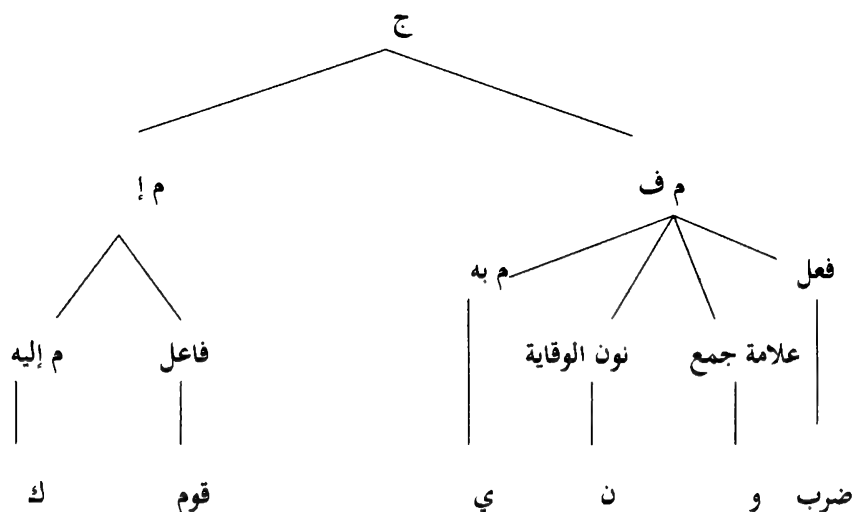 ج
م ف م إ
فعل م به
علامة جمع نون الوقاية فاعل م إليه
ضرب و ن ي قوم ك